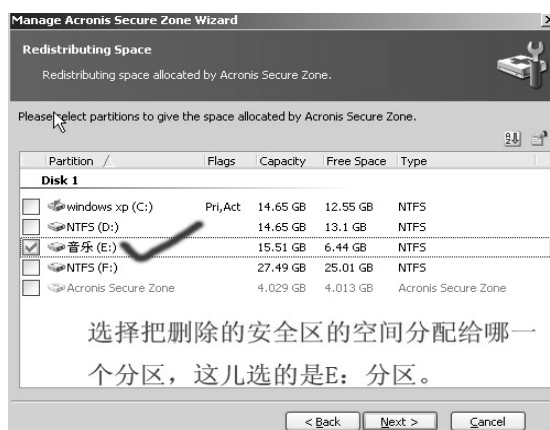 Manage Acronis Secure Zone Wizard
Redistributing Space
Redistributing space allocated by Acronis Secure Zone.
Please select partitions to give the space allocated by Acronis Secure Zone.
Partition / Flags Capacity Free Space Type
Disk 1
windows xp (C:) Pri,Act 14.65 GB 12.55 GB NTFS
NTFS (D:) 14.65 GB 13.1 GB NTFS
音乐 (E:) 15.51 GB 6.44 GB NTFS
NTFS (F:) 27.49 GB 25.01 GB NTFS
Acronis Secure Zone 4.029 GB 4.013 GB Acronis Secure Zone
选择把删除的安全区的空间分配给哪一
个分区，这儿选的是E：分区。
< Back Next > Cancel